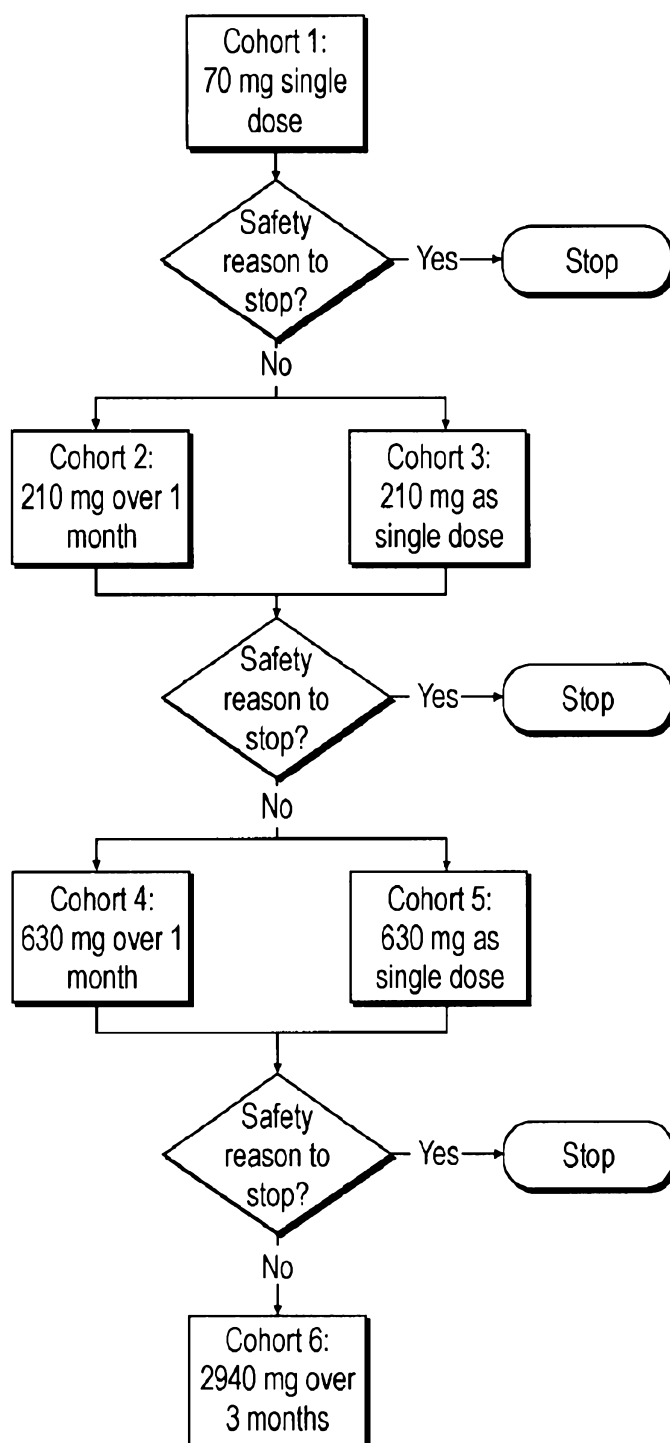 Cohort 1:
70 mg single
dose
Safety
reason to
stop?
Yes
Stop
No
Cohort 2:
210 mg over 1
month
Cohort 3:
210 mg as
single dose
Safety
reason to
stop?
Yes
Stop
No
Cohort 4:
630 mg over 1
month
Cohort 5:
630 mg as
single dose
Safety
reason to
stop?
Yes
Stop
No
Cohort 6:
2940 mg over
3 months